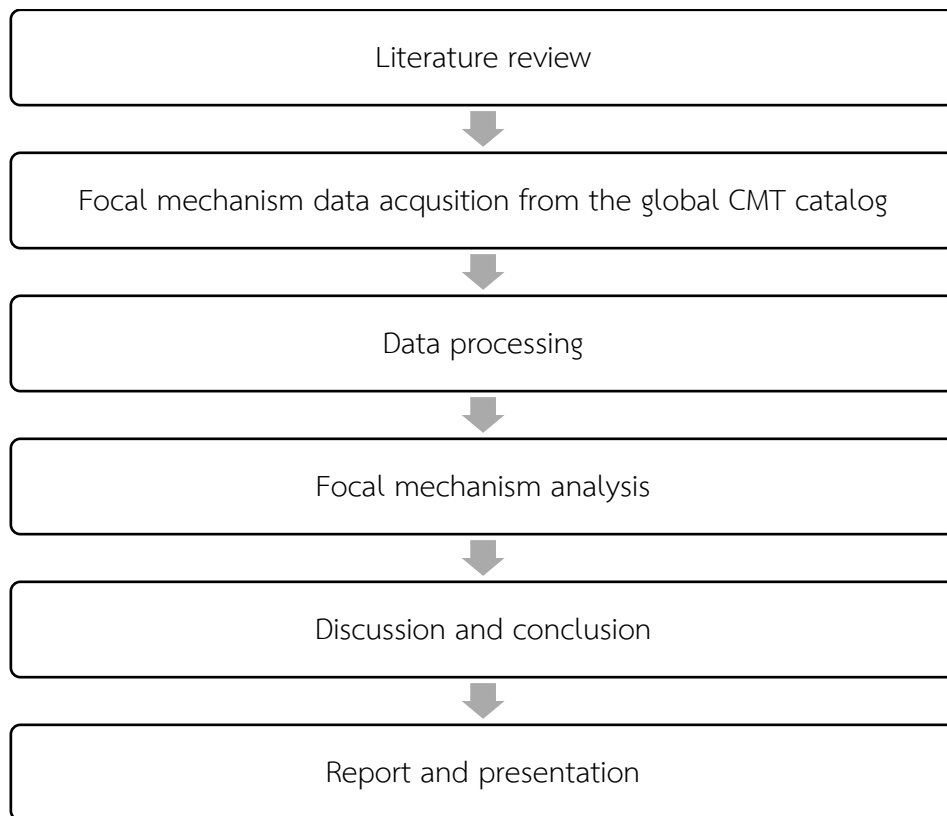 Literature review
Focal mechanism data acqusition from the global CMT catalog
Data processing
Focal mechanism analysis
Discussion and conclusion
Report and presentation